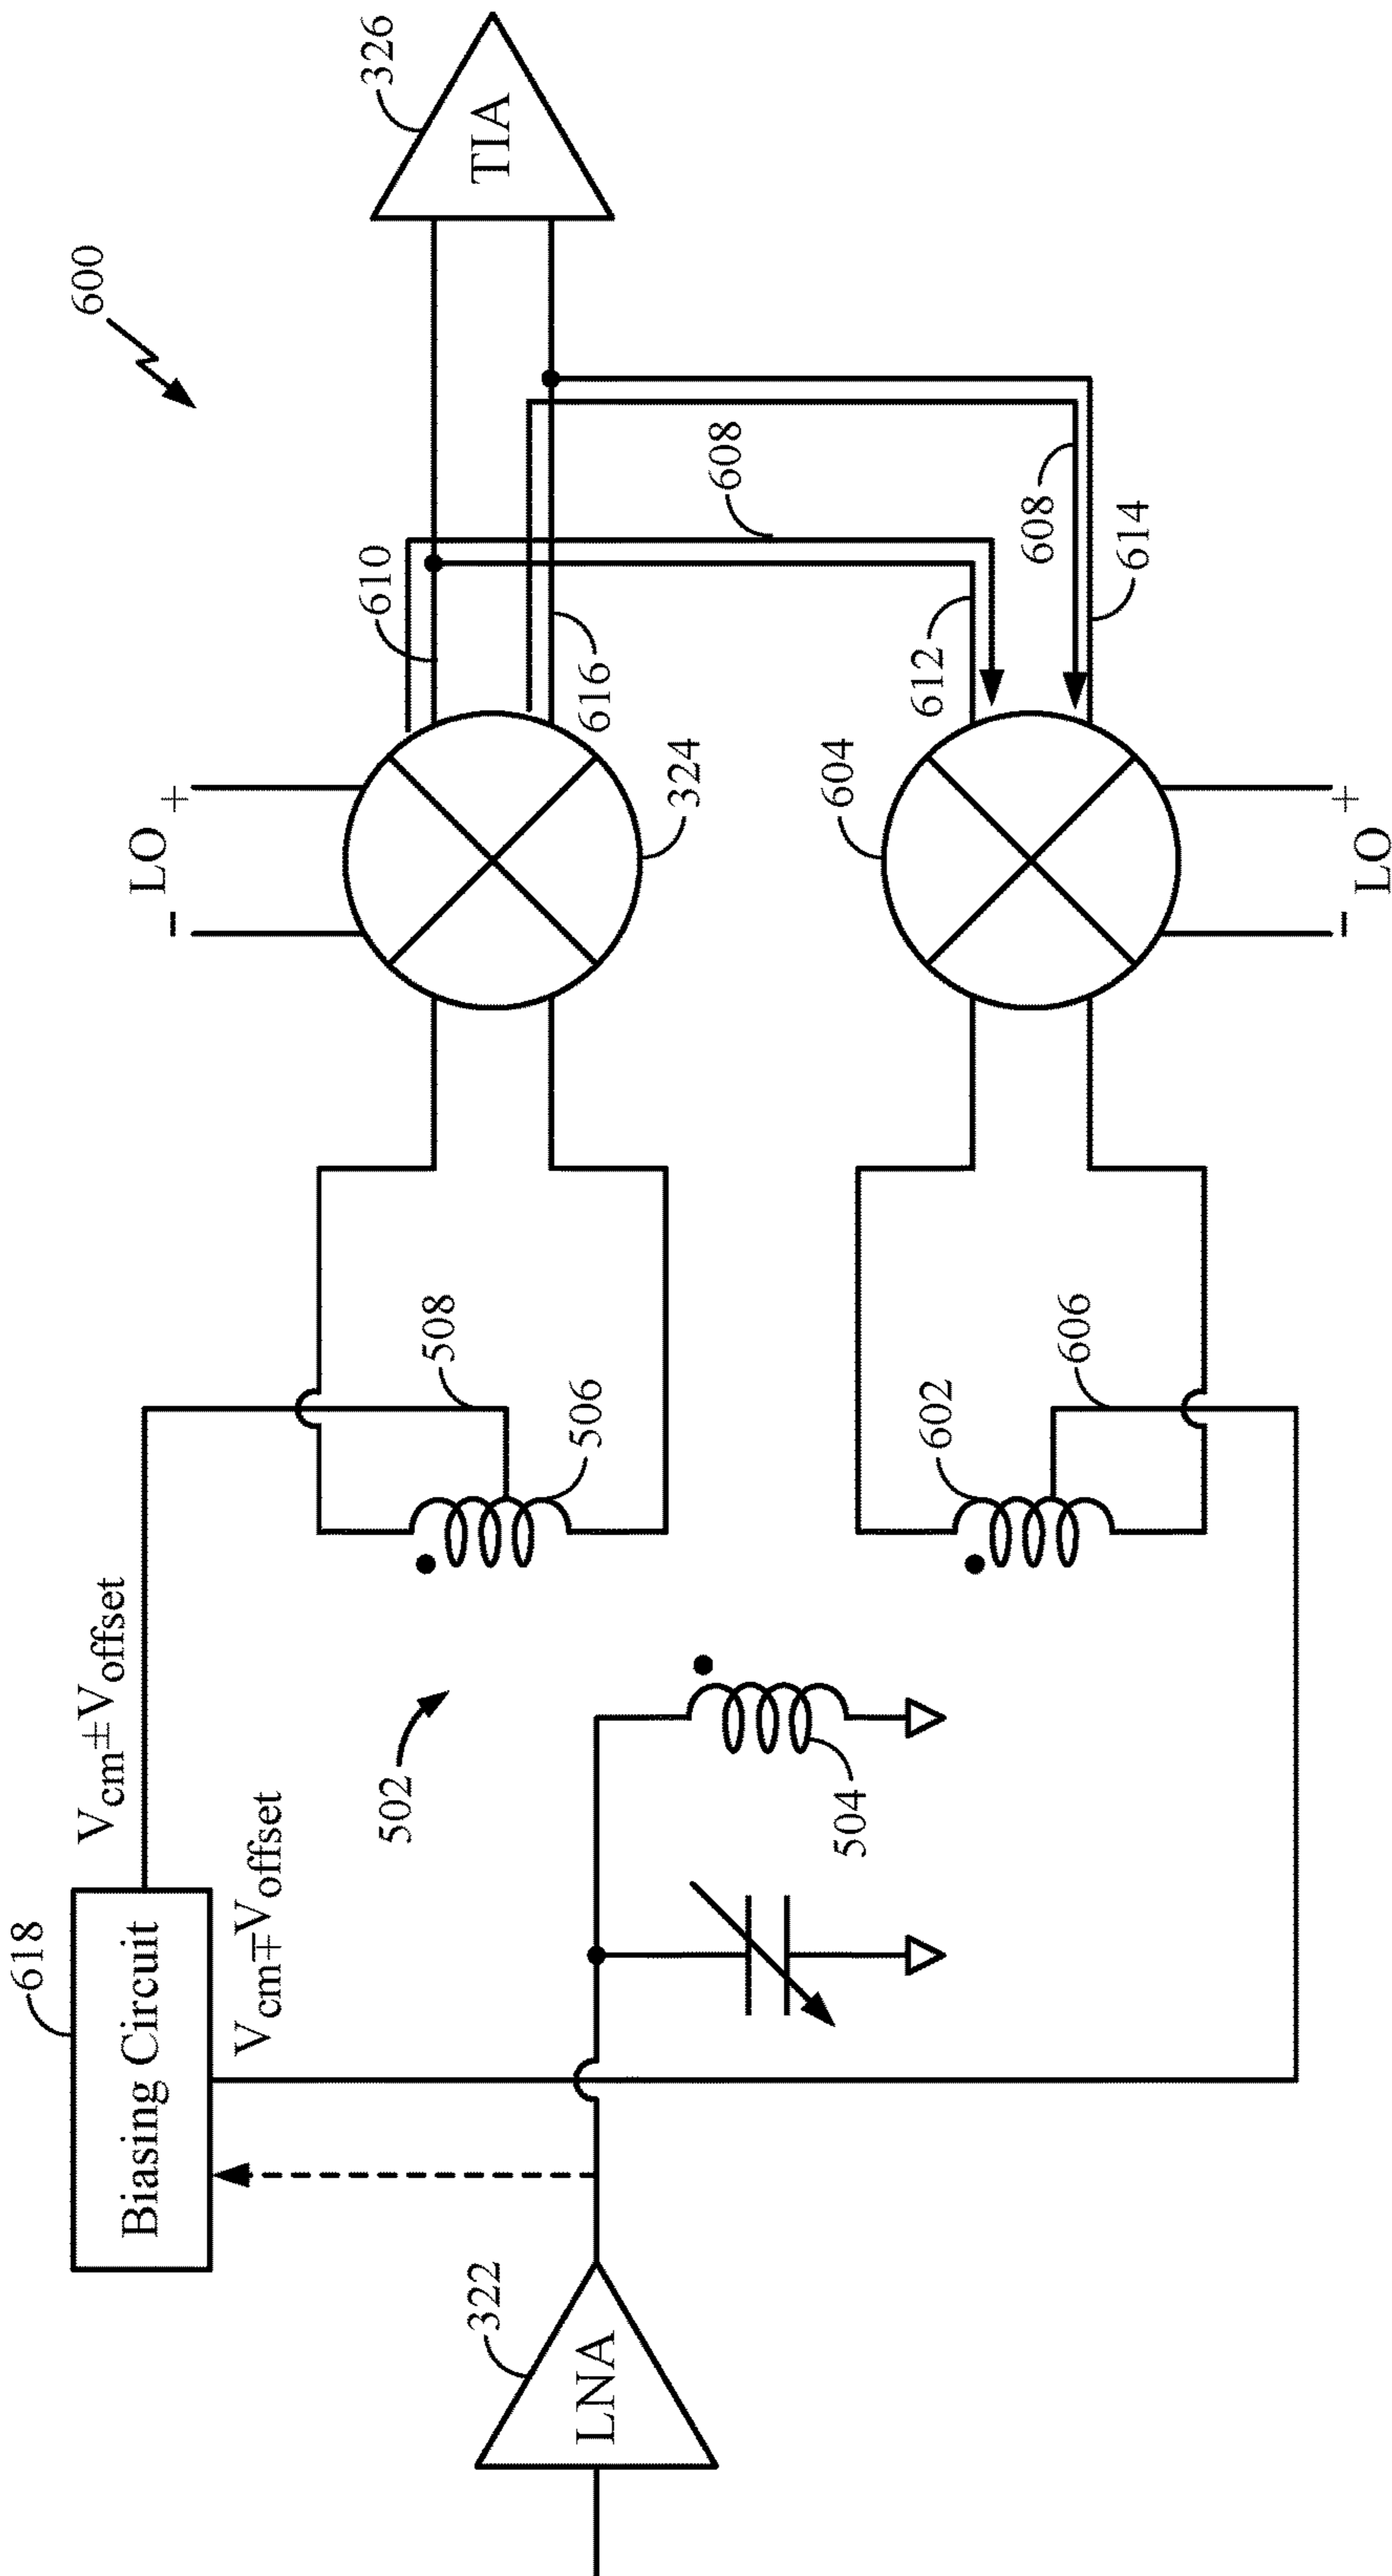 600
618
Biasing Circuit
Vcm±Voffset
Vcm∓Voffset
322
LNA
502
504
508
506
602
606
- LO +
324
604
- LO +
610
616
612
614
608
608
326
TIA